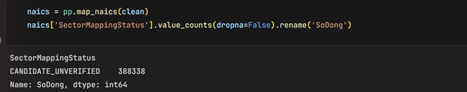 naics = pp.map_naics(clean)
naics['SectorMappingStatus'].value_counts(dropna=False).rename('SoDong')
SectorMappingStatus
CANDIDATE_UNVERIFIED    388338
Name: SoDong, dtype: int64